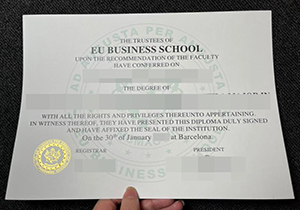 THE TRUSTEES OF
EU BUSINESS SCHOOL
UPON THE RECOMMENDATION OF THE FACULTY
HAVE CONFERRED ON
THE DEGREE OF
WITH ALL THE RIGHTS AND PRIVILEGES THEREUNTO APPERTAINING.
IN WITNESS THEREOF, THEY HAVE PRESENTED THIS DIPLOMA DULY SIGNED
AND HAVE AFFIXED THE SEAL OF THE INSTITUTION.
On the 30th of January at Barcelona
REGISTRAR PRESIDENT